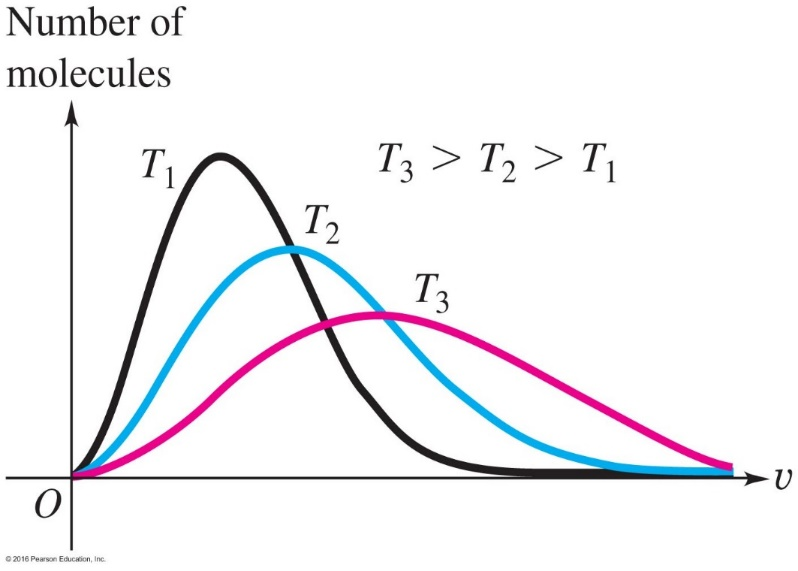 Number of
molecules
T₁
T₃ > T₂ > T₁
T₂
T₃
O
v
© 2016 Pearson Education, Inc.